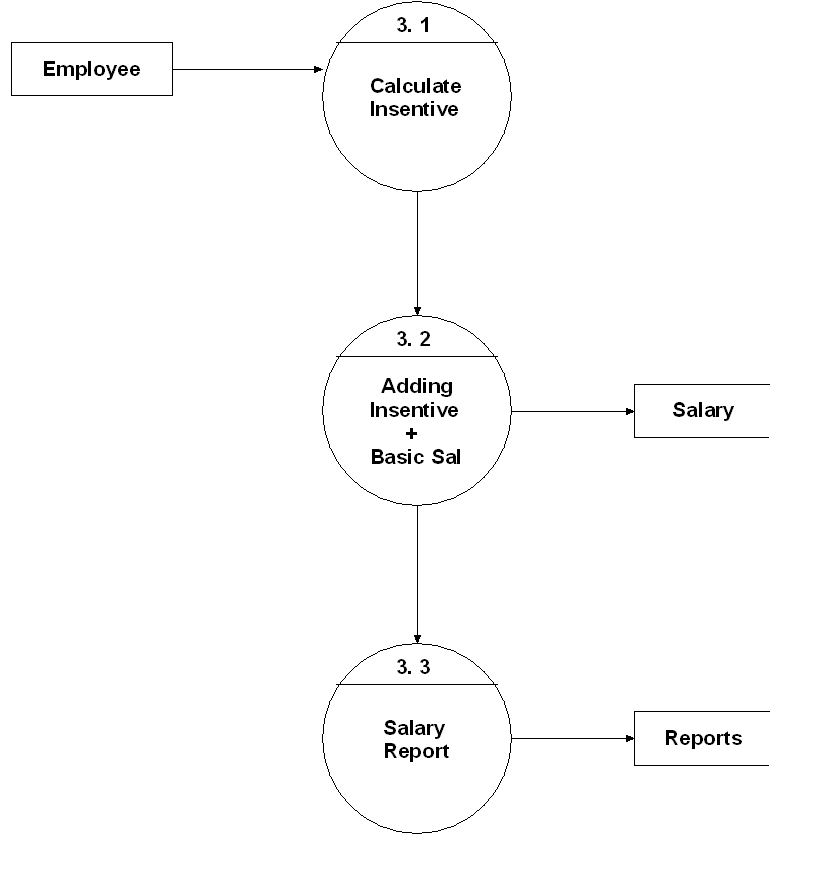 3. 1
Employee
Calculate
Insentive
3. 2
Adding
Insentive
+
Basic Sal
Salary
3. 3
Salary
Report
Reports